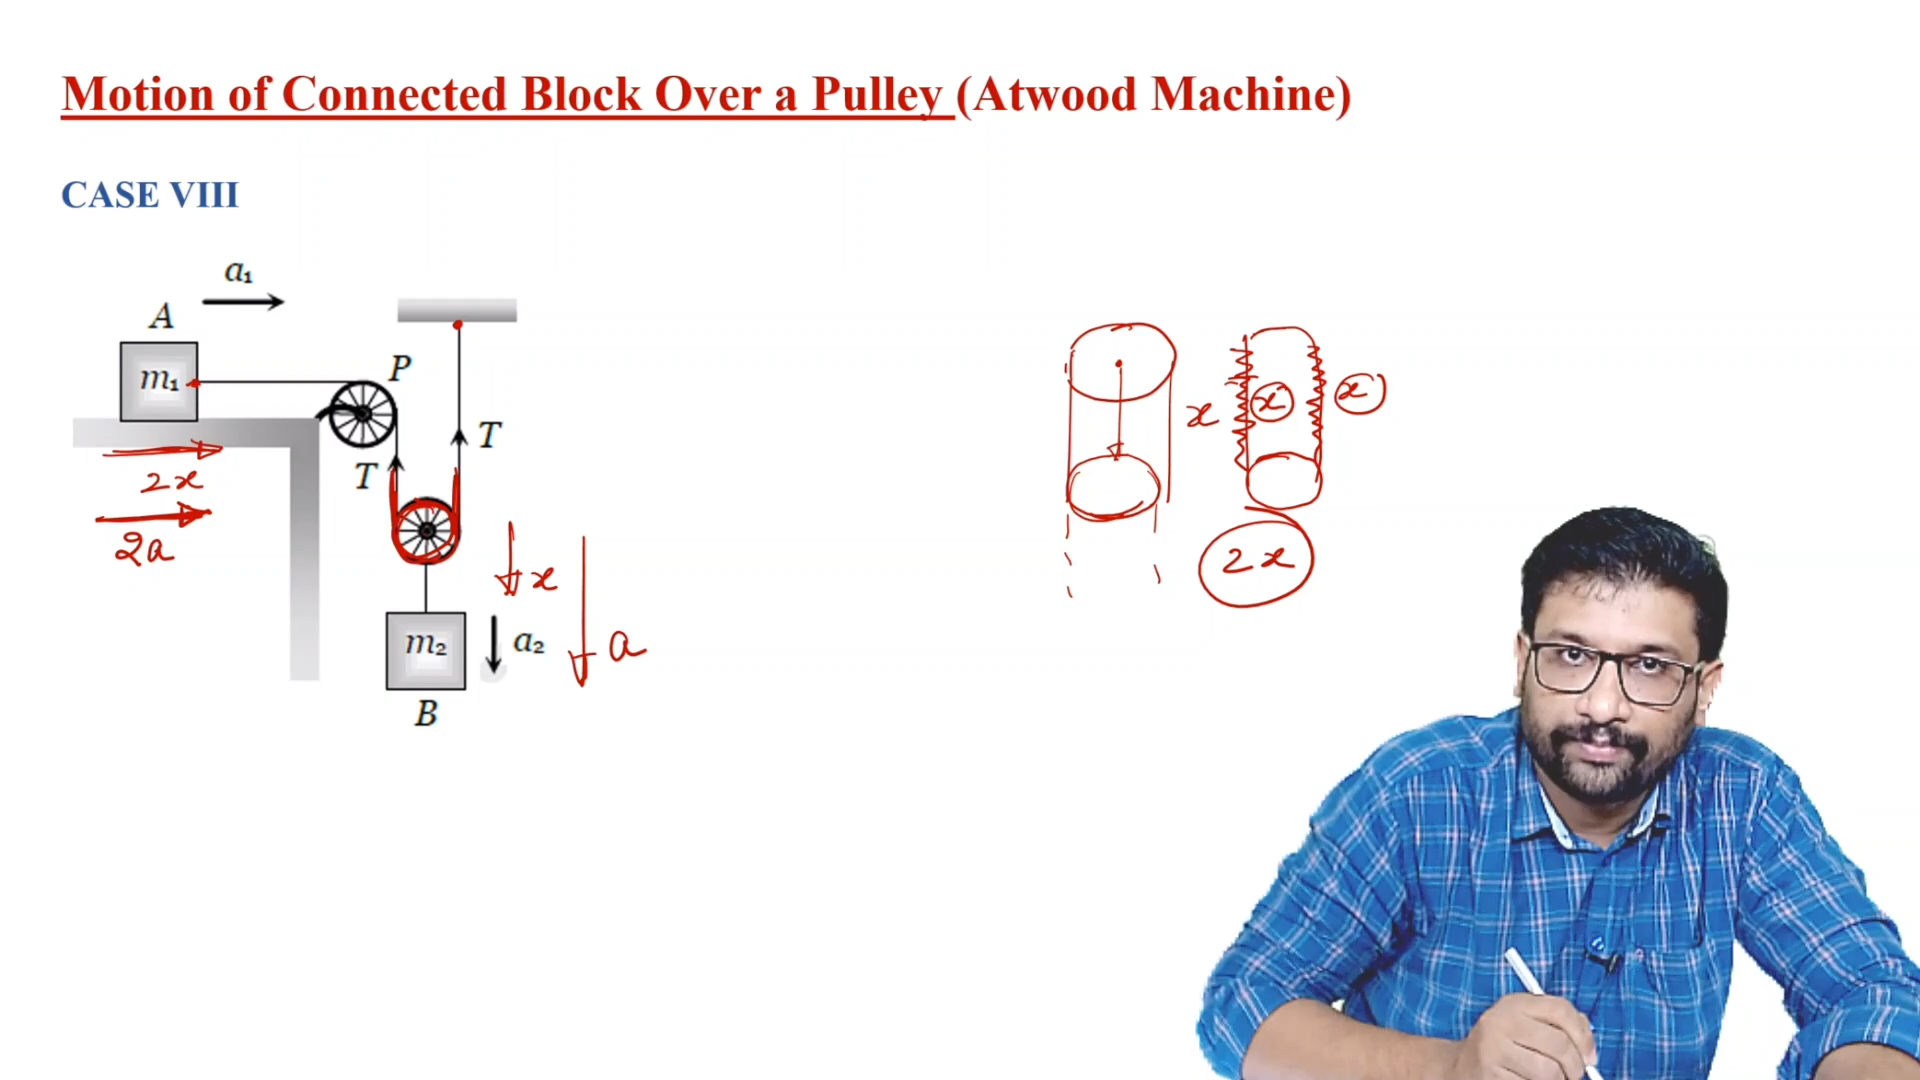 Motion of Connected Block Over a Pulley (Atwood Machine)
CASE VIII
a₁
A
m₁
P
T
T
2x
2a
x
m₂
a₂
a
B
x
x
x
2x